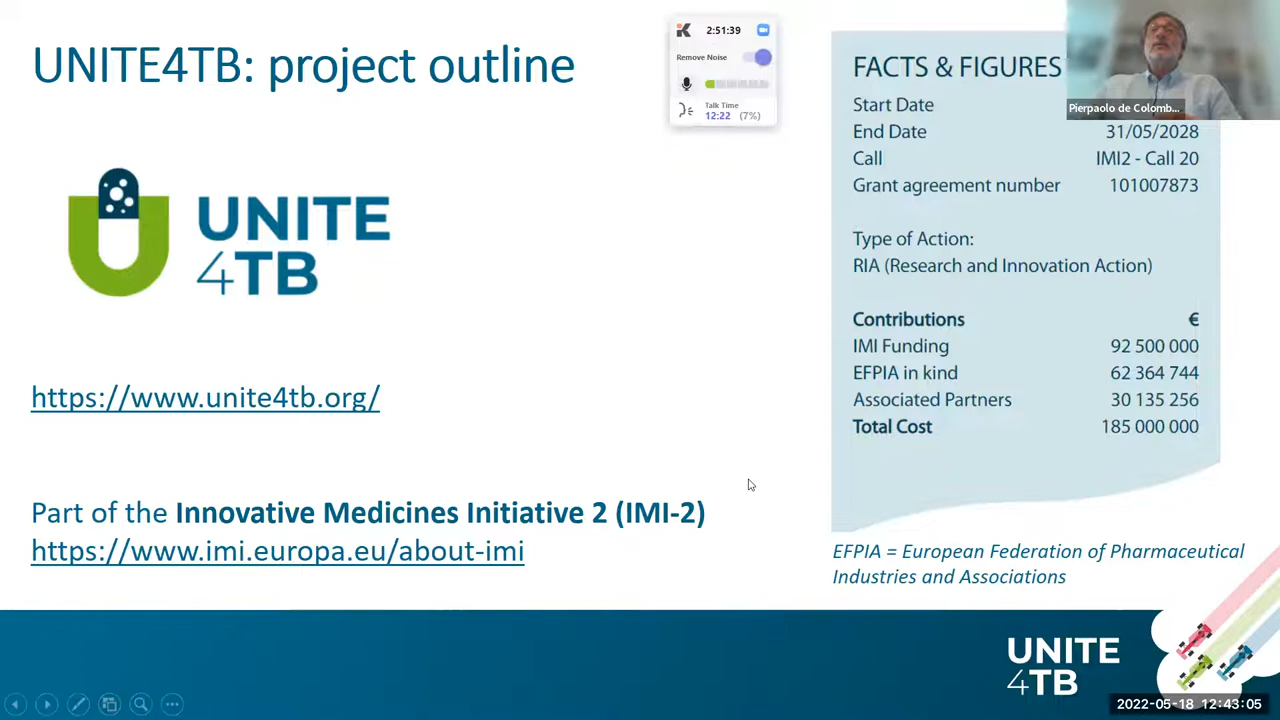 UNITE4TB: project outline
2:51:39
Remove Noise
Talk Time
12:22 (7%)
UNITE
4TB
https://www.unite4tb.org/
Part of the Innovative Medicines Initiative 2 (IMI-2)
https://www.imi.europa.eu/about-imi
FACTS & FIGURES
Pierpaolo de Colomb...
Start Date
End Date 31/05/2028
Call IMI2 - Call 20
Grant agreement number 101007873
Type of Action:
RIA (Research and Innovation Action)
Contributions €
IMI Funding 92 500 000
EFPIA in kind 62 364 744
Associated Partners 30 135 256
Total Cost 185 000 000
EFPIA = European Federation of Pharmaceutical
Industries and Associations
UNITE
4TB
2022-05-18 12:43:05